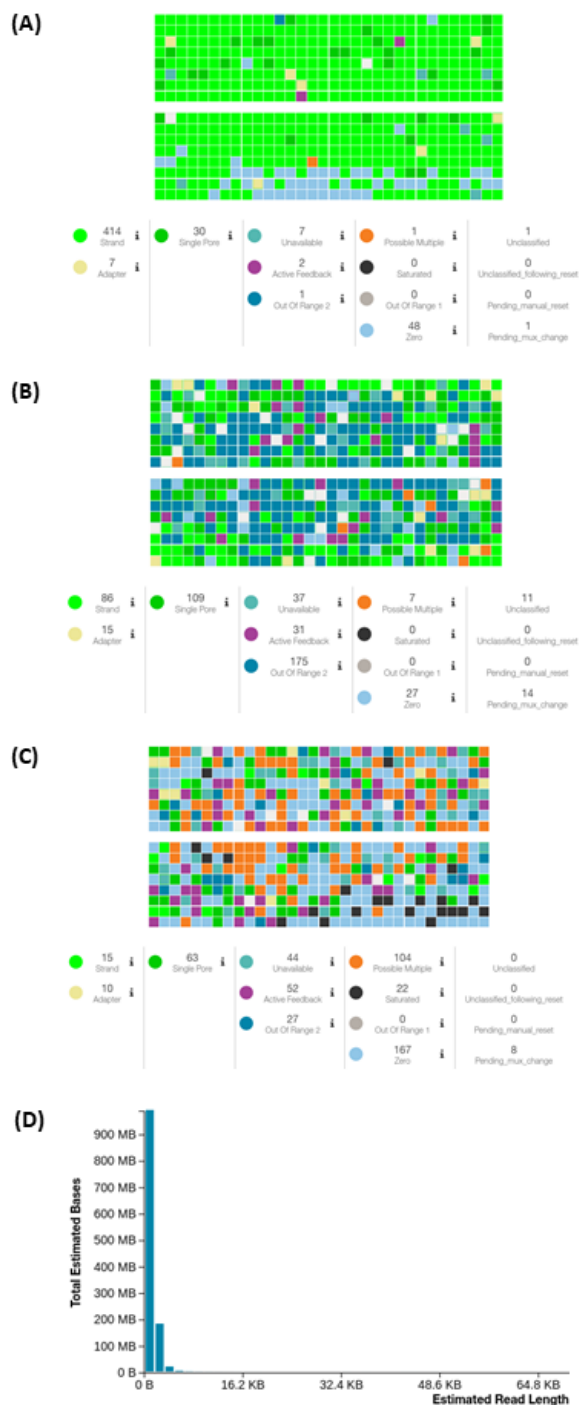 (A)
414 30 7 1 1
Strand i Single Pore i Unavailable i Possible Multiple i Unclassified
7 2 0 0
Adapter i Active Feedback i Saturated i Unclassified_following_reset
1 0 0
Out Of Range 2 i Out Of Range 1 i Pending_manual_reset
48 1
Zero i Pending_mux_change
(B)
86 109 37 7 11
Strand i Single Pore i Unavailable i Possible Multiple i Unclassified
15 31 0 0
Adapter i Active Feedback i Saturated i Unclassified_following_reset
175 0 0
Out Of Range 2 i Out Of Range 1 i Pending_manual_reset
27 14
Zero i Pending_mux_change
(C)
15 63 44 104 0
Strand i Single Pore i Unavailable i Possible Multiple i Unclassified
10 52 22 0
Adapter i Active Feedback i Saturated i Unclassified_following_reset
27 0 0
Out Of Range 2 i Out Of Range 1 i Pending_manual_reset
167 8
Zero i Pending_mux_change
(D)
Total Estimated Bases
900 MB
800 MB
700 MB
600 MB
500 MB
400 MB
300 MB
200 MB
100 MB
0 B
0 B 16.2 KB 32.4 KB 48.6 KB 64.8 KB
Estimated Read Length